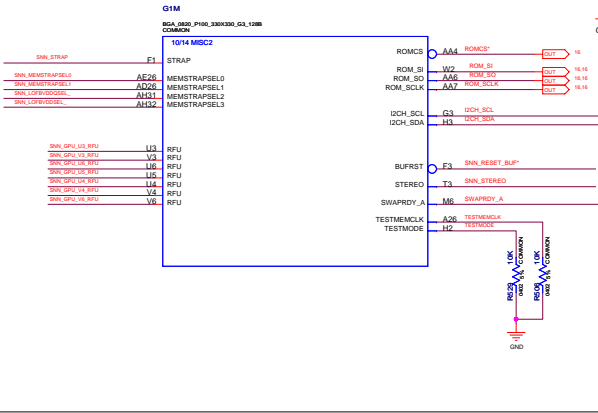 G1M
BGA_0820_P100_330X330_G3_128B
COMMON
10/14 MISC2
SNN_STRAP F1 STRAP
SNN_MEMSTRAPSEL0 AE26 MEMSTRAPSEL0
SNN_MEMSTRAPSEL1 AD26 MEMSTRAPSEL1
SNN_LOFBVDDQSEL_ AH31 MEMSTRAPSEL2
SNN_LOFBVDDSEL_ AH32 MEMSTRAPSEL3
SNN_GPU_U3_RFU U3 RFU
SNN_GPU_V3_RFU V3 RFU
SNN_GPU_U6_RFU U6 RFU
SNN_GPU_U5_RFU U5 RFU
SNN_GPU_U4_RFU U4 RFU
SNN_GPU_V4_RFU V4 RFU
SNN_GPU_V6_RFU V6 RFU
ROMCS AA4 ROMCS* OUT 16
ROM_SI W2 ROM_SI OUT 16,16
ROM_SO AA6 ROM_SO OUT 16,16
ROM_SCLK AA7 ROM_SCLK OUT 16,16
I2CH_SCL G3 I2CH_SCL
I2CH_SDA H3 I2CH_SDA
BUFRST F3 SNN_RESET_BUF*
STEREO T3 SNN_STEREO
SWAPRDY_A M6 SWAPRDY_A
TESTMEMCLK A26 TESTMEMCLK
TESTMODE H2 TESTMODE
R529 10K
0402 5% COMMON
10K
0402 5% COMMON
GND